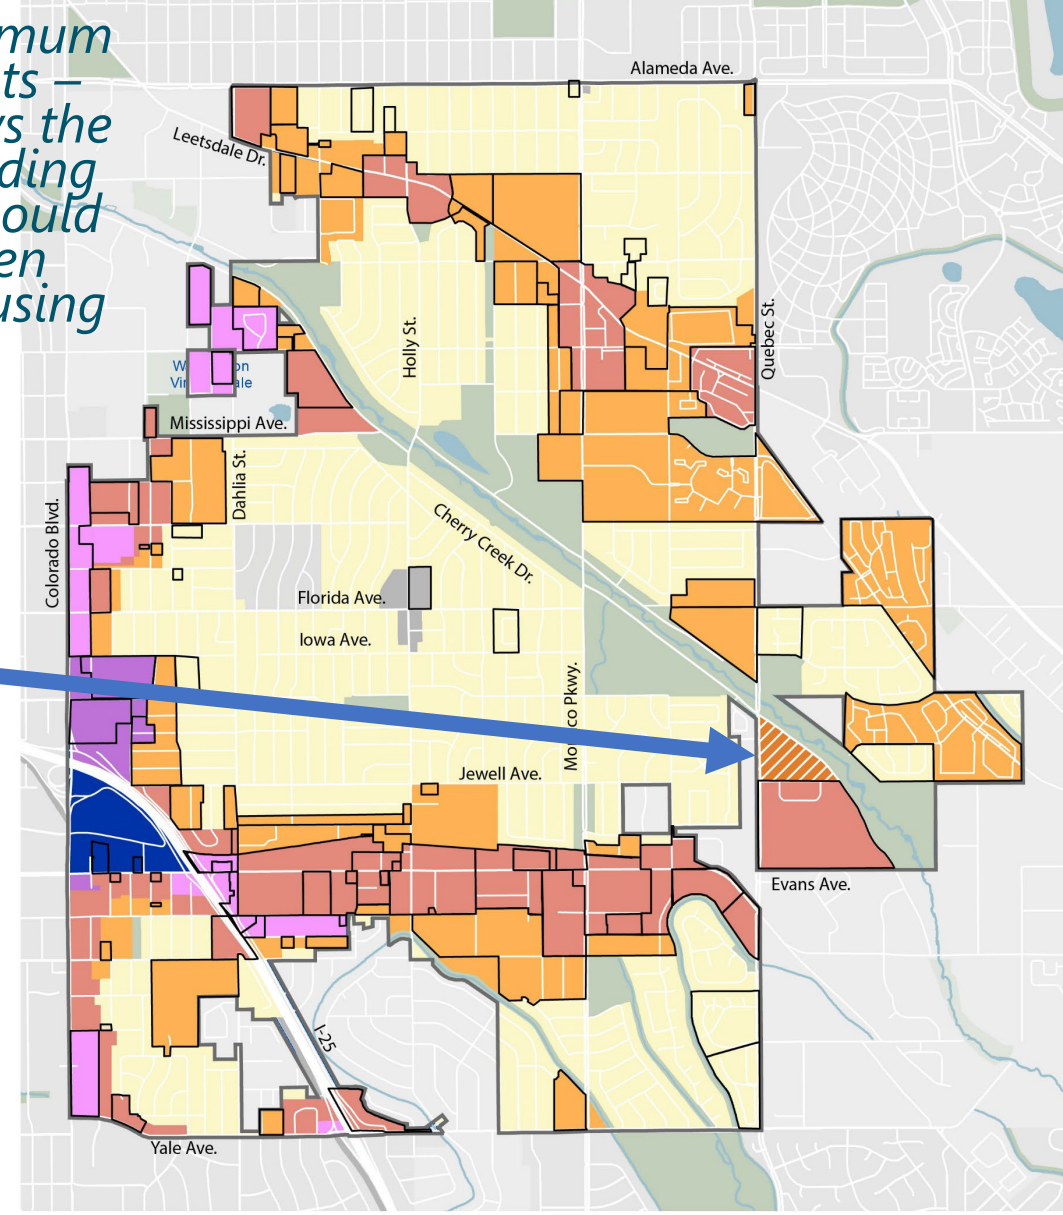 mum
ts –
s the
ding
ould
en
using
Alameda Ave.
Leetsdale Dr.
Holly St.
Quebec St.
Mississippi Ave.
Dahlia St.
Colorado Blvd.
Cherry Creek Dr.
Florida Ave.
Iowa Ave.
Pkwy.
Jewell Ave.
Evans Ave.
I-25
Yale Ave.